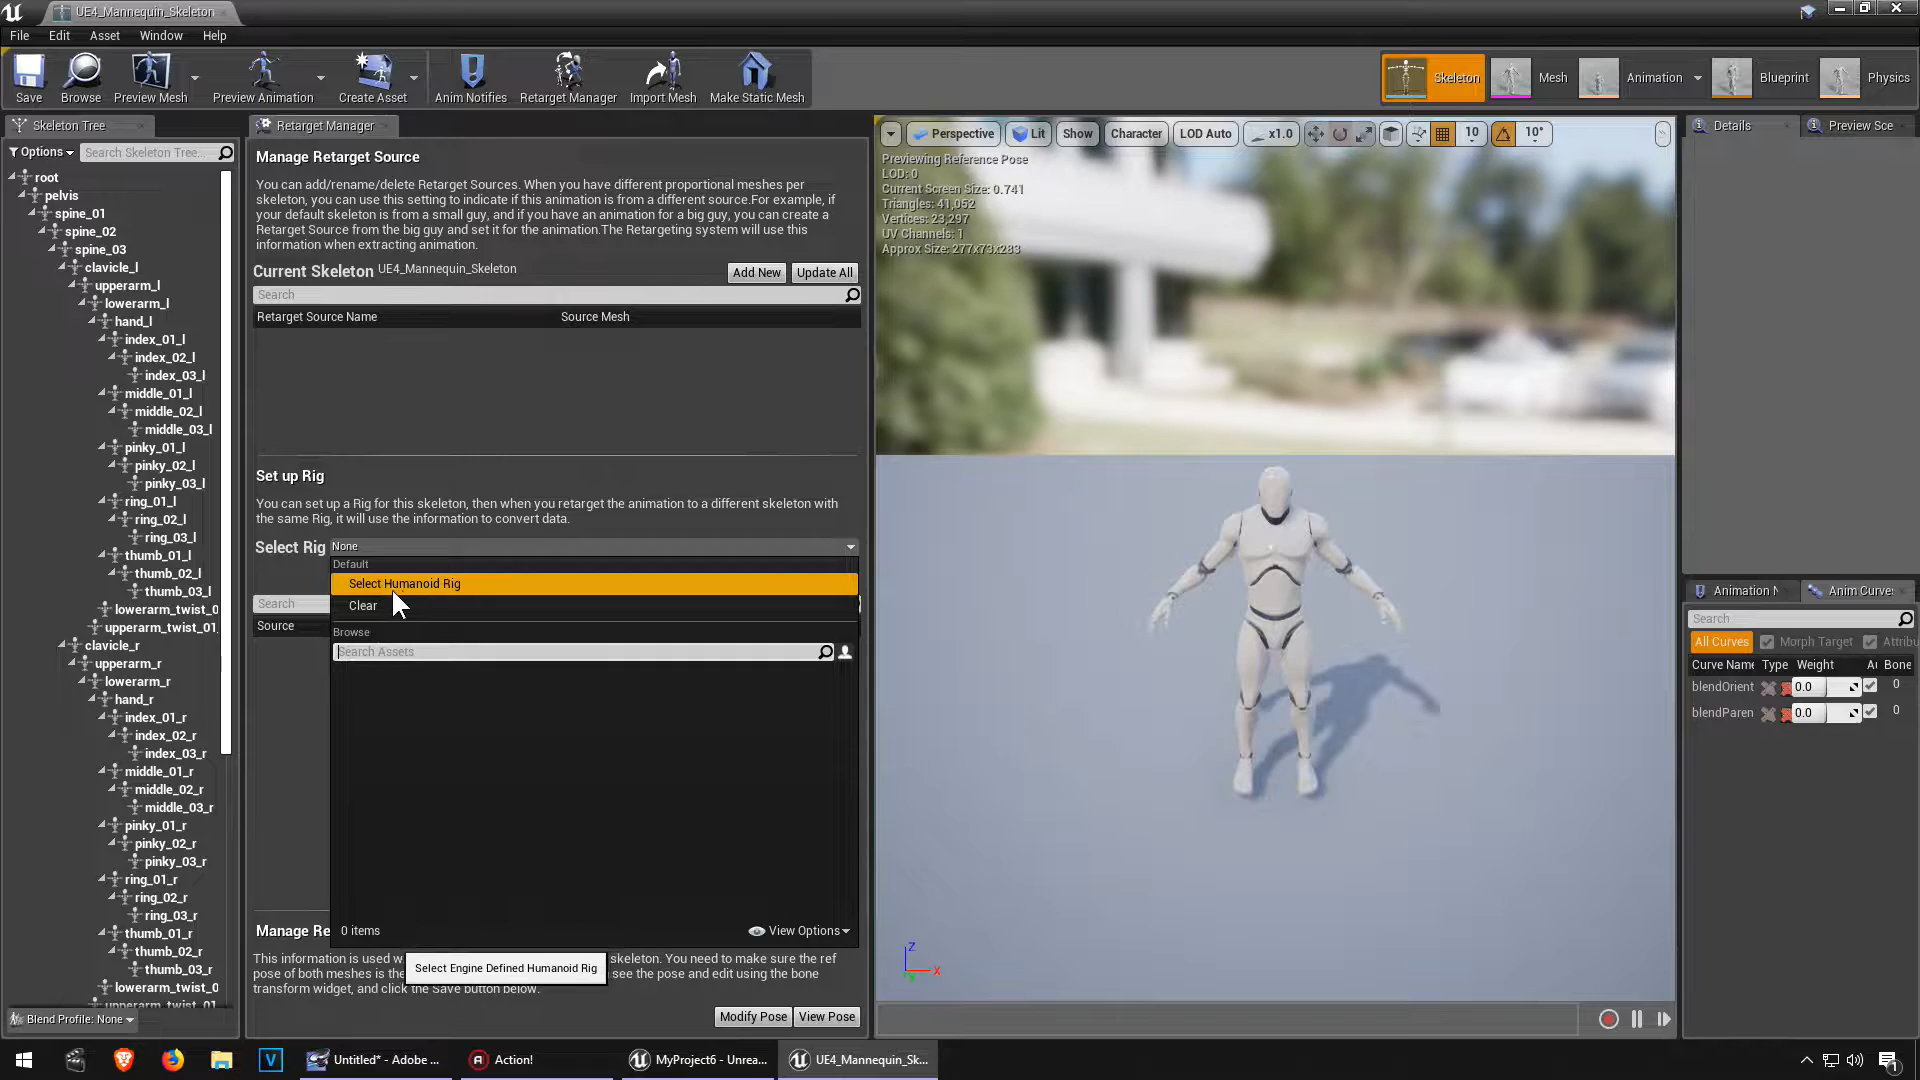 UE4_Mannequin_Skeleton
File Edit Asset Window Help
Save Browse Preview Mesh Preview Animation Create Asset Anim Notifies Retarget Manager Import Mesh Make Static Mesh
Skeleton Mesh Animation Blueprint Physics
Skeleton Tree
Options Search Skeleton Tree...
root
pelvis
spine_01
spine_02
spine_03
clavicle_l
upperarm_l
lowerarm_l
hand_l
index_01_l
index_02_l
index_03_l
middle_01_l
middle_02_l
middle_03_l
pinky_01_l
pinky_02_l
pinky_03_l
ring_01_l
ring_02_l
ring_03_l
thumb_01_l
thumb_02_l
thumb_03_l
lowerarm_twist_0
upperarm_twist_01
clavicle_r
upperarm_r
lowerarm_r
hand_r
index_01_r
index_02_r
index_03_r
middle_01_r
middle_02_r
middle_03_r
pinky_01_r
pinky_02_r
pinky_03_r
ring_01_r
ring_02_r
ring_03_r
thumb_01_r
thumb_02_r
thumb_03_r
lowerarm_twist_0
upperarm_twist_01
Blend Profile: None
Retarget Manager
Manage Retarget Source
You can add/rename/delete Retarget Sources. When you have different proportional meshes per
skeleton, you can use this setting to indicate if this animation is from a different source.For example, if
your default skeleton is from a small guy, and if you have an animation for a big guy, you can create a
Retarget Source from the big guy and set it for the animation.The Retargeting system will use this
information when extracting animation.
Current Skeleton UE4_Mannequin_Skeleton Add New Update All
Search
Retarget Source Name Source Mesh
Set up Rig
You can set up a Rig for this skeleton, then when you retarget the animation to a different skeleton with
the same Rig, it will use the information to convert data.
Select Rig None
Default
Select Humanoid Rig
Clear
Search
Source
Browse
Search Assets
0 items View Options
Manage Re
This information is used w skeleton. You need to make sure the ref
pose of both meshes is the see the pose and edit using the bone
transform widget, and click the Save button below.
Select Engine Defined Humanoid Rig
Modify Pose View Pose
Perspective Lit Show Character LOD Auto x1.0 10 10°
Previewing Reference Pose
LOD: 0
Current Screen Size: 0.741
Triangles: 41,052
Vertices: 23,297
UV Channels: 1
Approx Size: 277x73x283
Z
X
Y
Details Preview Sce
Animation N Anim Curve
Search
All Curves Morph Target Attribu
Curve Name Type Weight Au Bone
blendOrient 0.0 0
blendParen 0.0 0
Untitled* - Adobe ... Action! MyProject6 - Unrea... UE4_Mannequin_Sk... 1